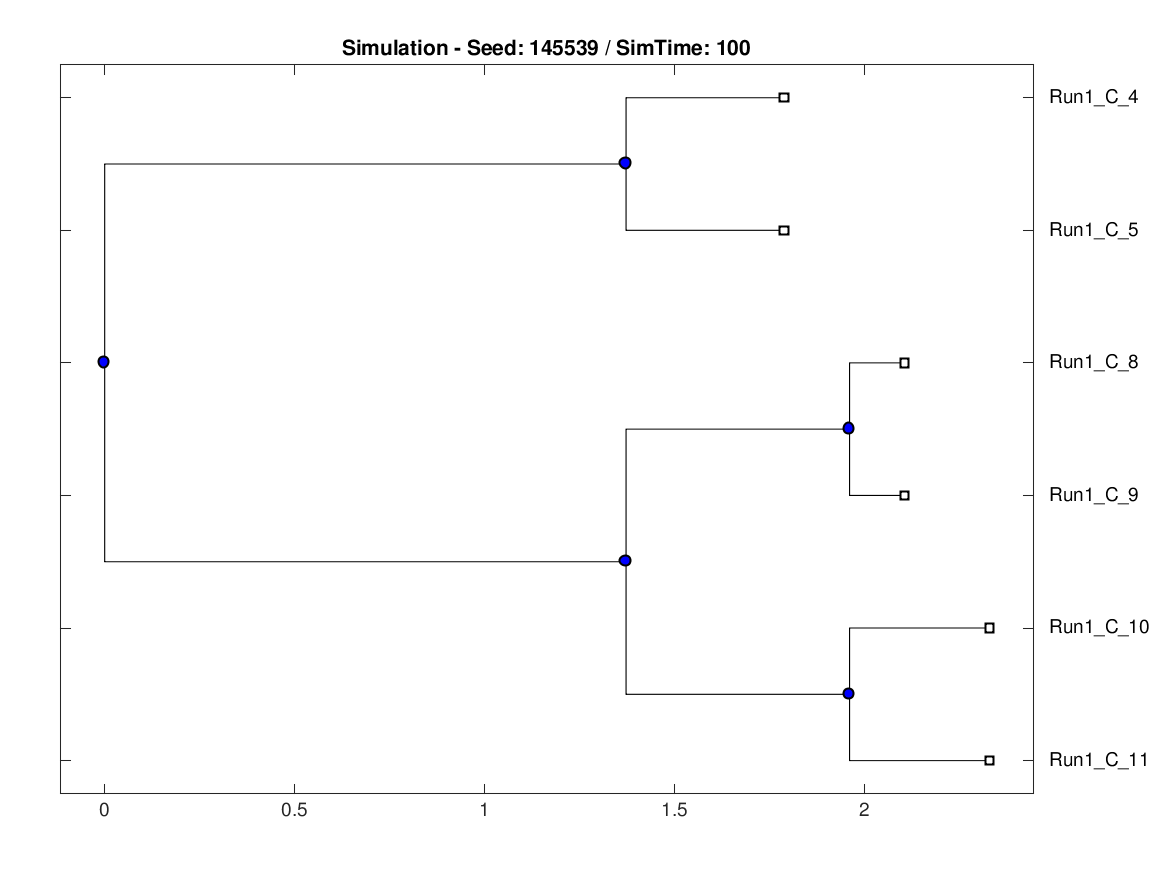 Simulation - Seed: 145539 / SimTime: 100
Run1_C_4
Run1_C_5
Run1_C_8
Run1_C_9
Run1_C_10
Run1_C_11
0 0.5 1 1.5 2